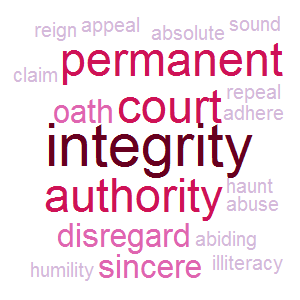 reign appeal absolute sound
permanent
claim
oath court repeal
adhere
integrity
authority haunt
abuse
disregard abiding
humility sincere illiteracy